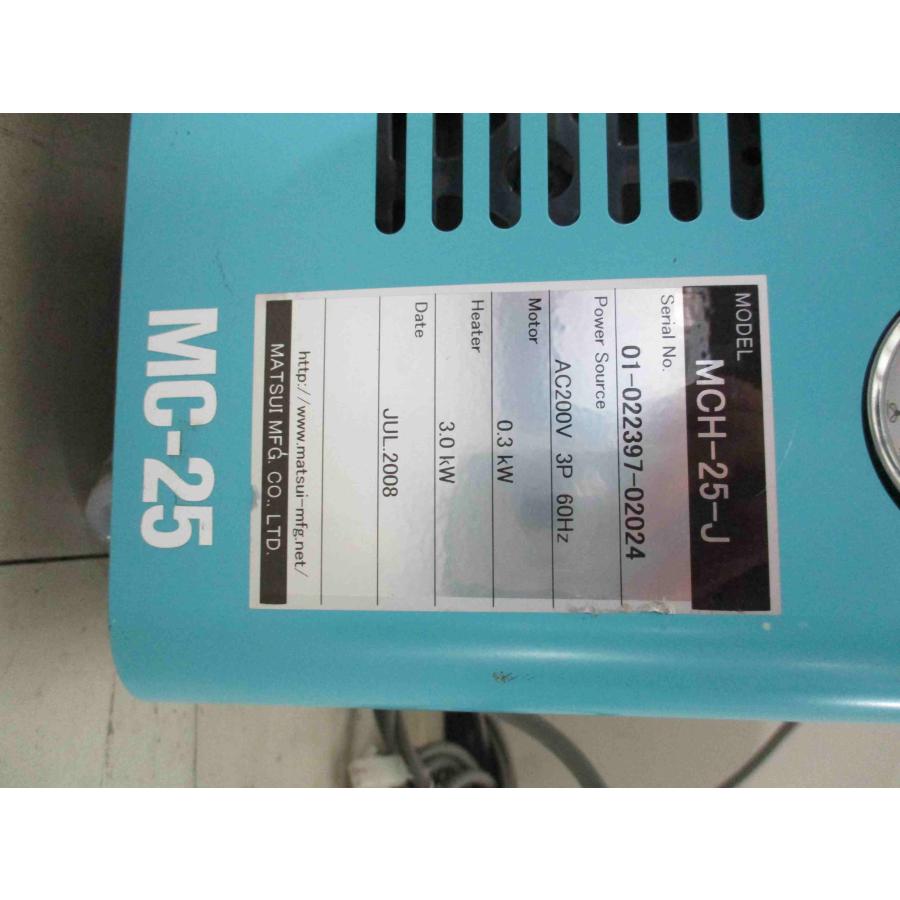 MODEL MCH-25-J
Serial No.
01-022397-02024
Power Source
AC200V 3P 60Hz
Motor
0.3 kW
Heater
3.0 kW
Date
JUL.2008
http://www.matsui-mfg.net/
MATSUI MFG. CO., LTD.
MC-25